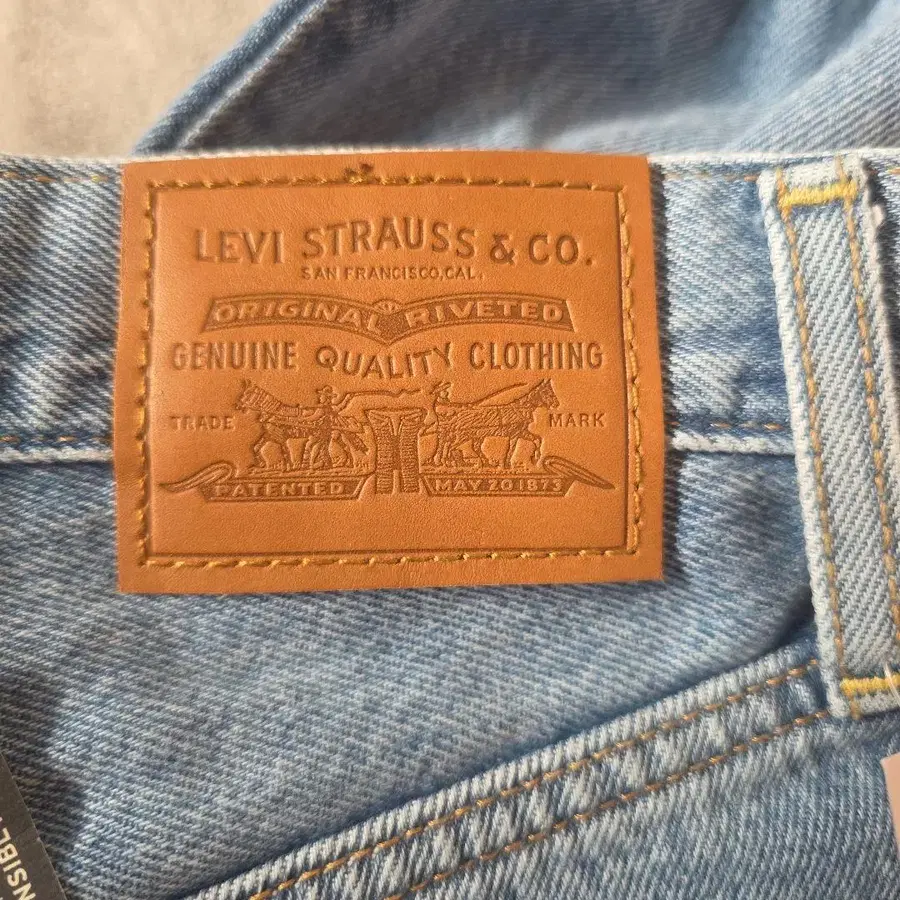 LEVI STRAUSS & CO.
SAN FRANCISCO, CAL.
ORIGINAL RIVETED
GENUINE QUALITY CLOTHING
TRADE MARK
PATENTED MAY 20 1873